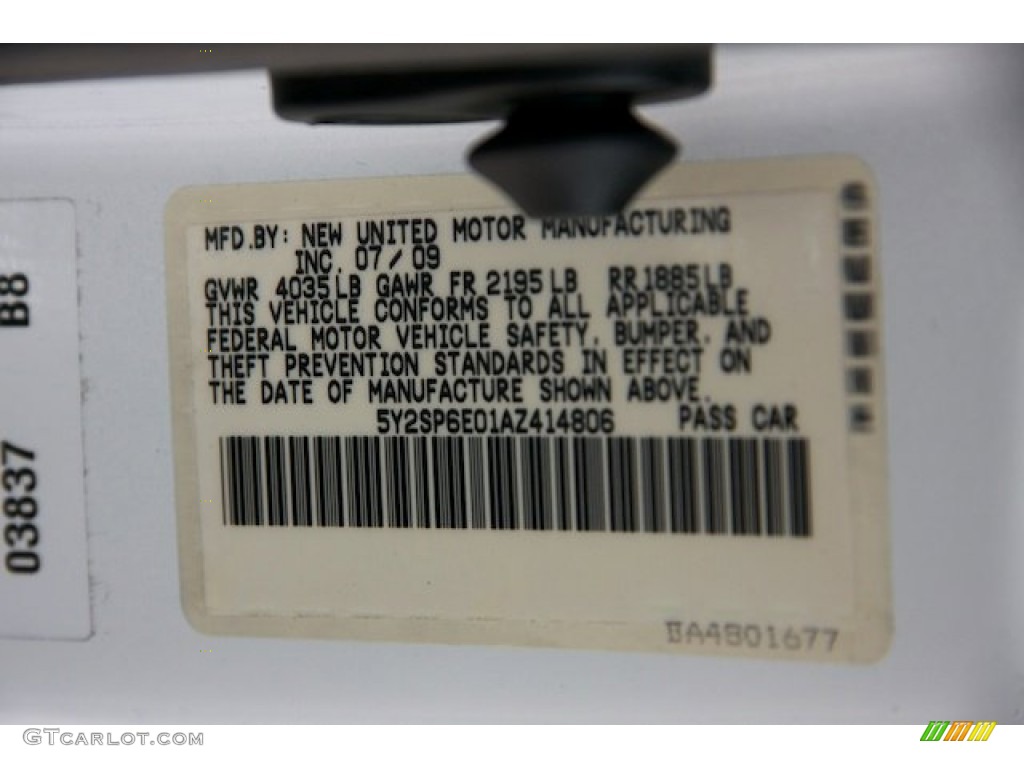 MFD.BY: NEW UNITED MOTOR MANUFACTURING
INC. 07/09
GVWR 4035LB GAWR FR 2195LB RR 1885LB
THIS VEHICLE CONFORMS TO ALL APPLICABLE
FEDERAL MOTOR VEHICLE SAFETY, BUMPER, AND
THEFT PREVENTION STANDARDS IN EFFECT ON
THE DATE OF MANUFACTURE SHOWN ABOVE.
5Y2SP6E01AZ414806 PASS CAR
BA4801677
03837 B8
GTCARLOT.COM